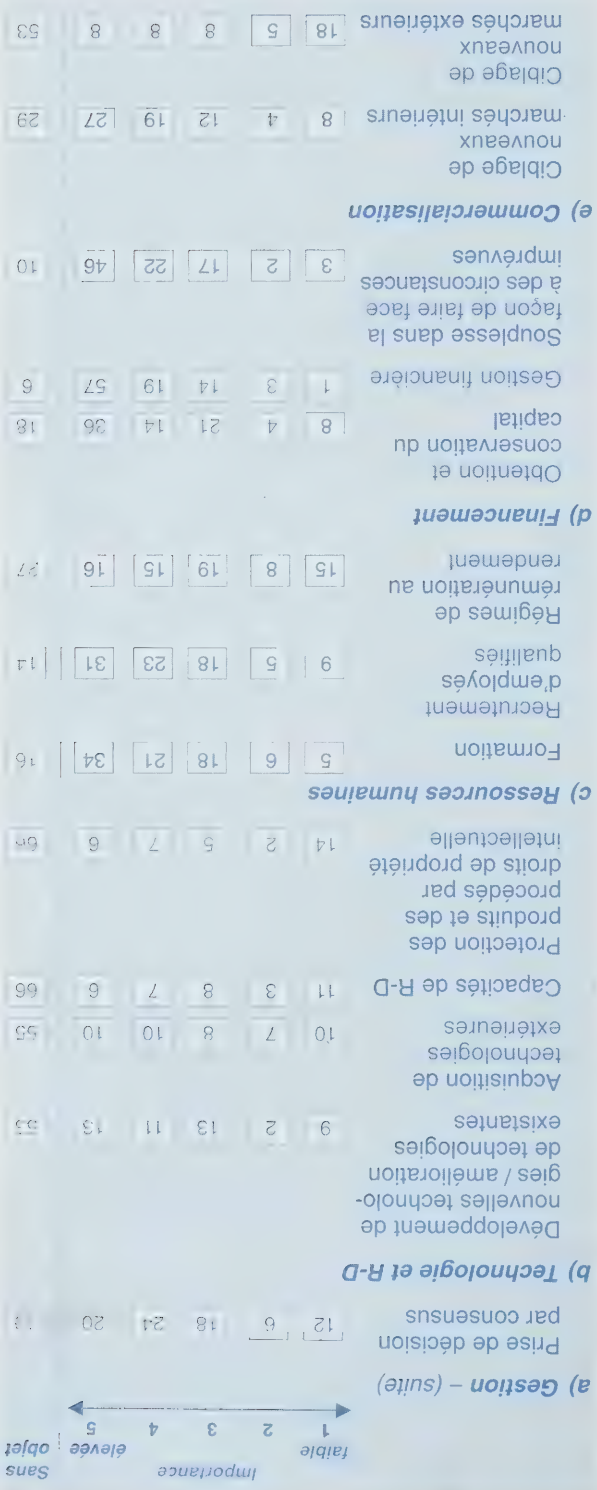 Importance
Sans
objet
faible
élevée
1 2 3 4 5
a) Gestion – (suite)
Prise de décision
par consensus 12 6 18 24 20
b) Technologie et R-D
Développement de
nouvelles technolo-
gies / amélioration
de technologies
existantes 9 2 13 11 13 53
Acquisition de
technologies
extérieures 10 7 8 10 10 55
Capacités de R-D 11 3 8 7 6 66
Protection des
produits et des
procédés par
droits de propriété
intellectuelle 14 2 5 7 6 66
c) Ressources humaines
Formation 5 6 18 21 34 16
Recrutement
d'employés
qualifiés 9 5 18 23 31 14
Régimes de
rémunération au
rendement 15 8 19 15 16 27
d) Financement
Obtention et
conservation du
capital 8 4 21 14 36 18
Gestion financière 1 3 14 19 57 6
Souplesse dans la
façon de faire face
à des circonstances
imprévues 3 2 17 22 46 10
e) Commercialisation
Ciblage de
nouveaux
marchés intérieurs 8 4 12 19 27 29
Ciblage de
nouveaux
marchés extérieurs 18 5 8 8 8 53